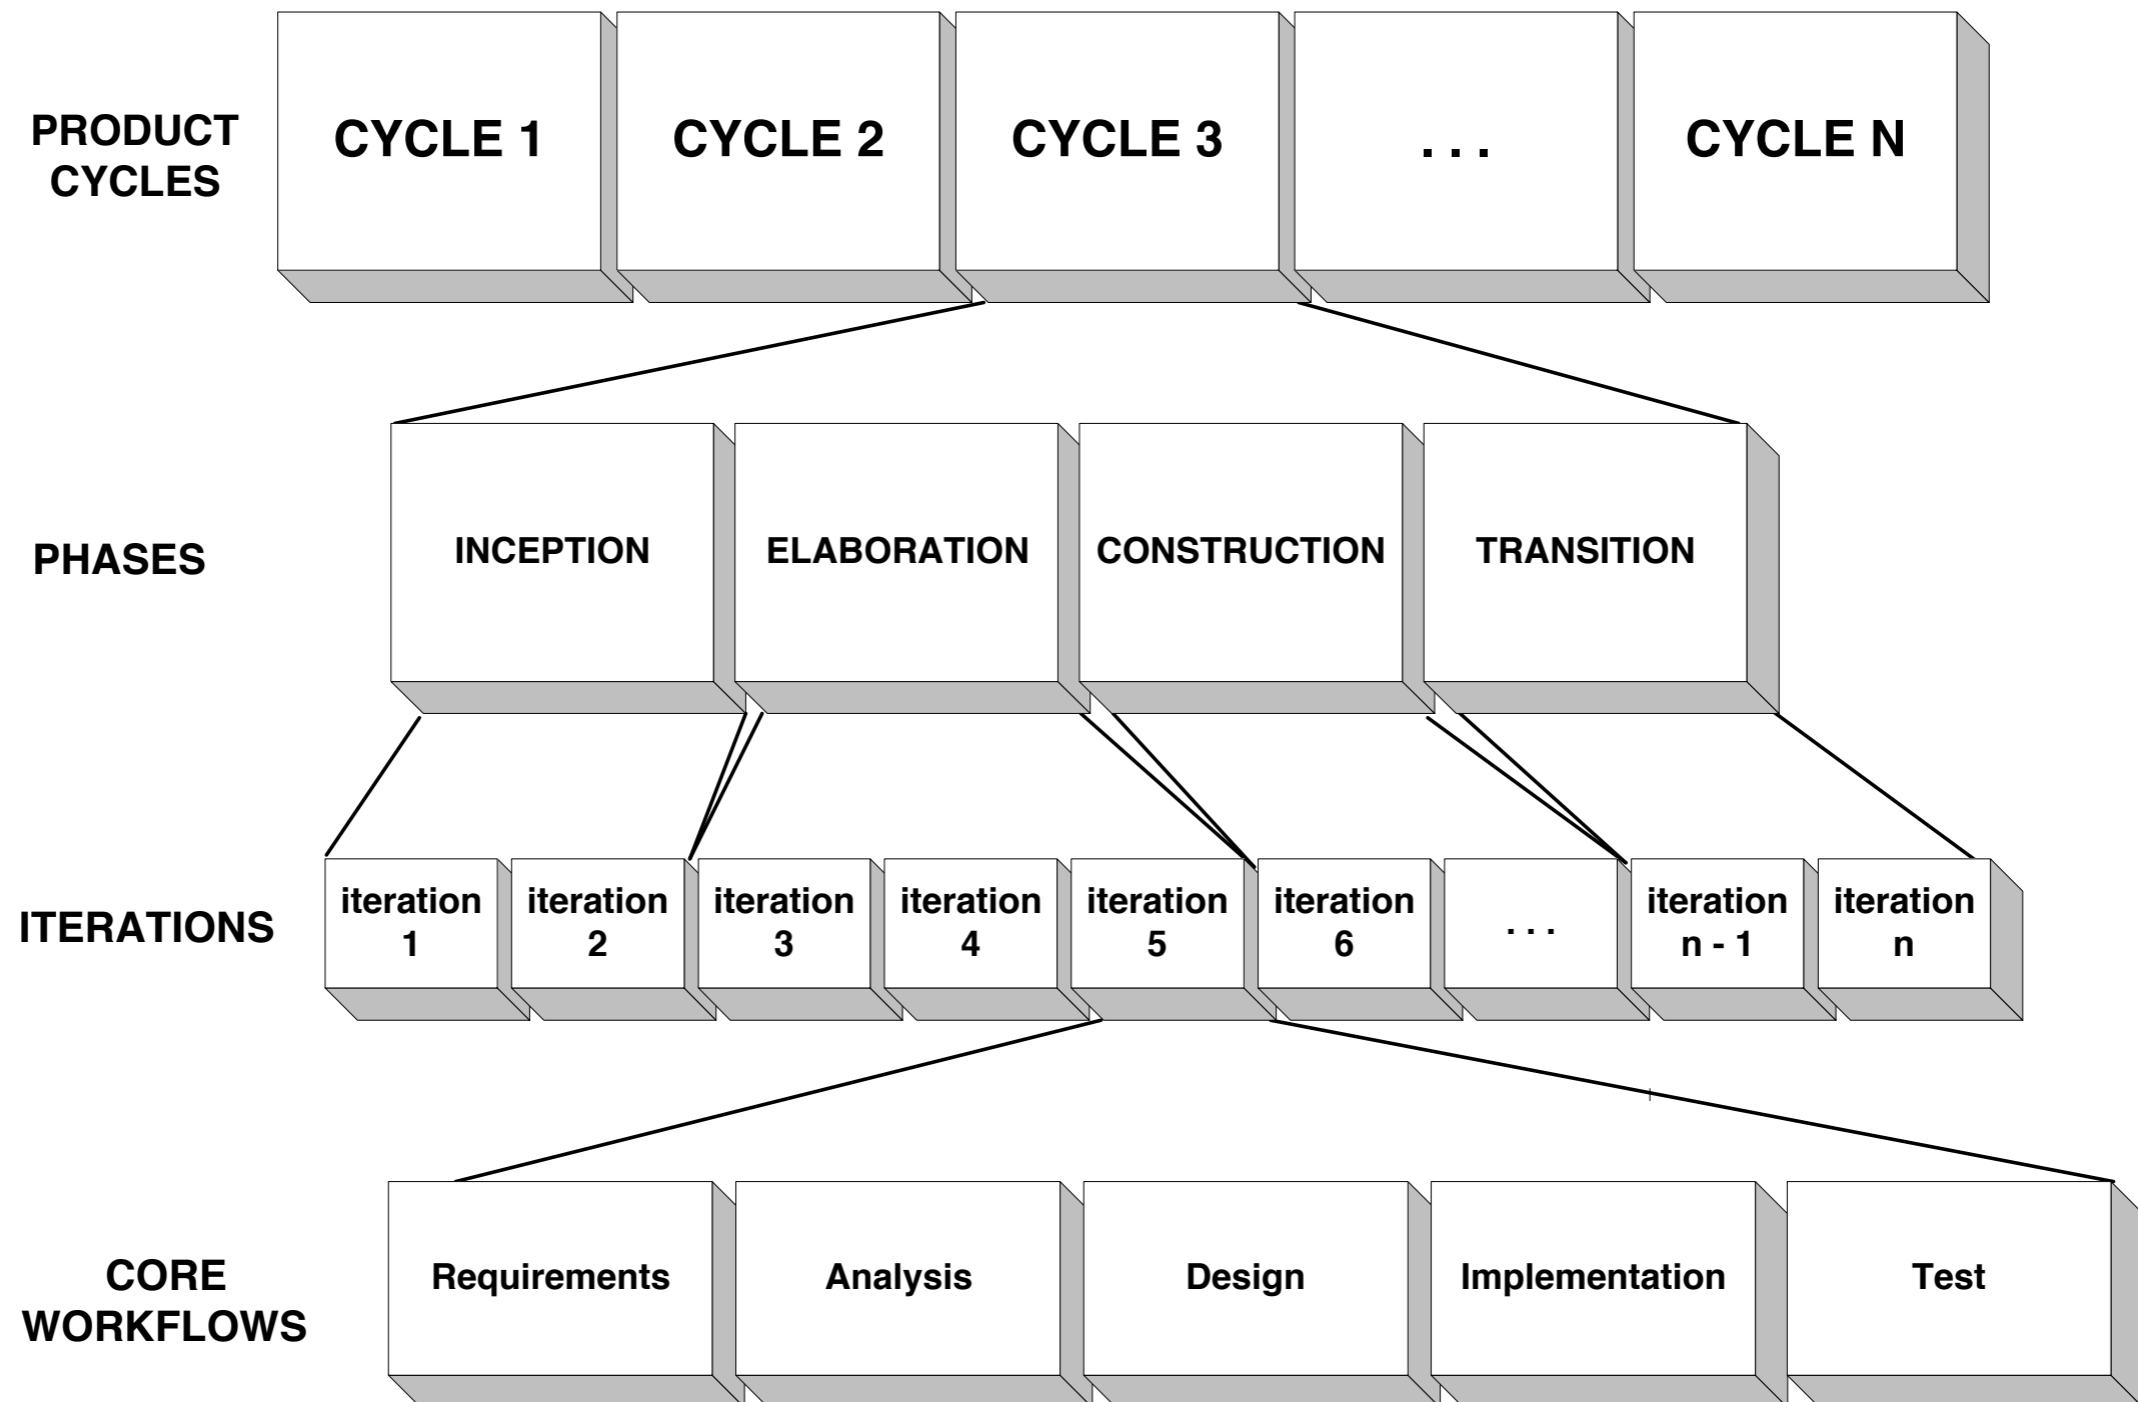 PRODUCT
CYCLES
CYCLE 1
CYCLE 2
CYCLE 3
. . .
CYCLE N
PHASES
INCEPTION
ELABORATION
CONSTRUCTION
TRANSITION
ITERATIONS
iteration
1
iteration
2
iteration
3
iteration
4
iteration
5
iteration
6
. . .
iteration
n - 1
iteration
n
CORE
WORKFLOWS
Requirements
Analysis
Design
Implementation
Test